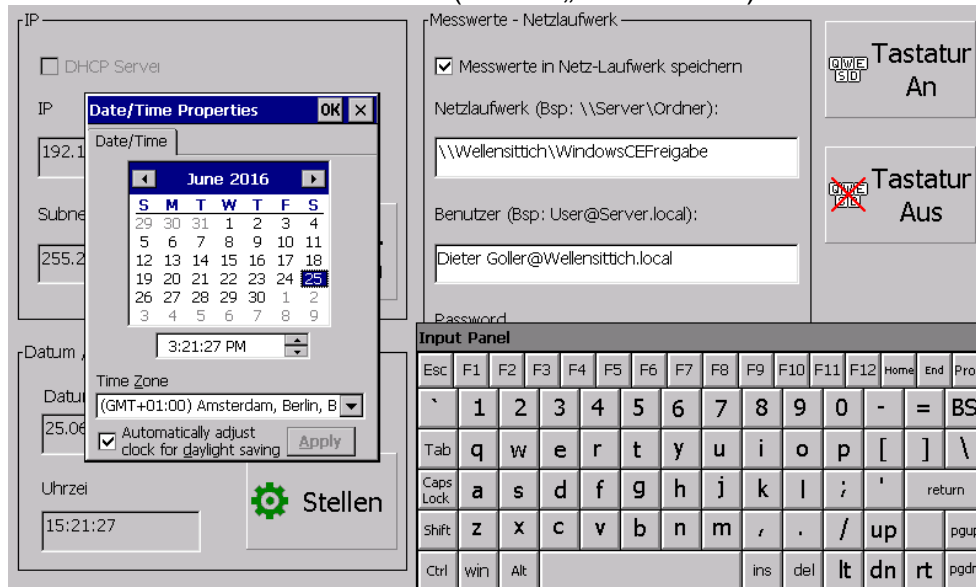 IP
DHCP Server
IP
192.1
Subne
255.2
Date/Time Properties OK ×
Date/Time
June 2016
S M T W T F S
29 30 31 1 2 3 4
5 6 7 8 9 10 11
12 13 14 15 16 17 18
19 20 21 22 23 24 25
26 27 28 29 30 1 2
3 4 5 6 7 8 9
3:21:27 PM
Time Zone
(GMT+01:00) Amsterdam, Berlin, B
Automatically adjust
clock for daylight saving
Apply
Datum
Datu
25.06
Uhrzei
15:21:27
Stellen
Messwerte - Netzlaufwerk
Messwerte in Netz-Laufwerk speichern
Netzlaufwerk (Bsp: \\Server\Ordner):
\\Wellensittich\WindowsCEFreigabe
Benutzer (Bsp: User@Server.local):
Dieter Goller@Wellensittich.local
Password
Tastatur
An
Tastatur
Aus
Input Panel
Esc F1 F2 F3 F4 F5 F6 F7 F8 F9 F10 F11 F12 Home End Pro
` 1 2 3 4 5 6 7 8 9 0 - = BS
Tab q w e r t y u i o p [ ] \
Caps Lock a s d f g h j k l ; ' return
Shift z x c v b n m , . / up pgup
Ctrl win Alt ins del lt dn rt pgdn